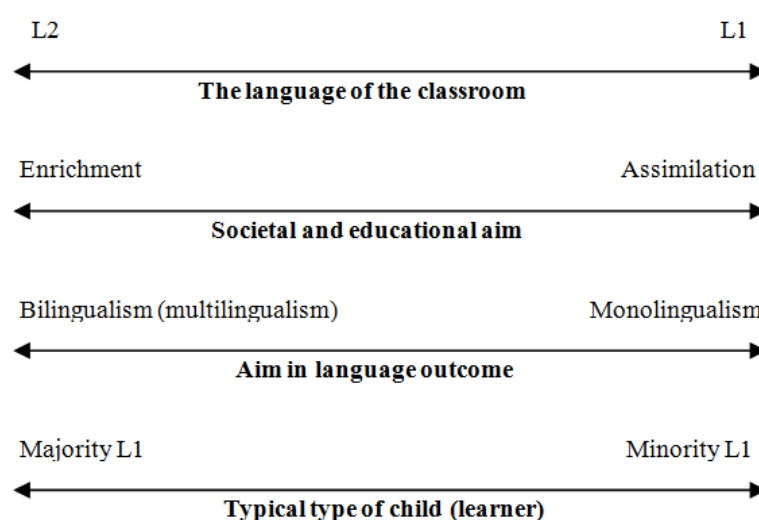 L2 L1
The language of the classroom
Enrichment Assimilation
Societal and educational aim
Bilingualism (multilingualism) Monolingualism
Aim in language outcome
Majority L1 Minority L1
Typical type of child (learner)